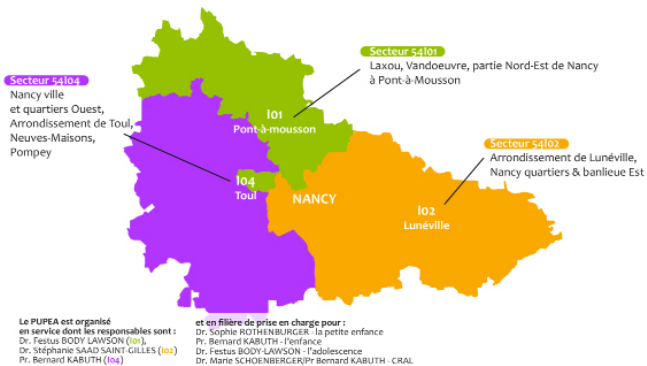 Secteur 54I01
Laxou, Vandoeuvre, partie Nord-Est de Nancy
à Pont-à-Mousson
Secteur 54I04
Nancy ville
et quartiers Ouest,
Arrondissement de Toul,
Neuves-Maisons,
Pompey
I01
Pont-à-mousson
Secteur 54I02
Arrondissement de Lunéville,
Nancy quartiers & banlieue Est
I04
Toul
NANCY
I02
Lunéville
Le PUPEA est organisé
en service dont les responsables sont :
Dr. Festus BODY LAWSON (I01),
Dr. Stéphanie SAAD SAINT-GILLES (I02)
Pr. Bernard KABUTH (I04)
et en filière de prise en charge pour :
Dr. Sophie ROTHENBURGER - la petite enfance
Pr. Bernard KABUTH - l'enfance
Dr. Festus BODY-LAWSON - l'adolescence
Dr. Marie SCHOENBERGER/Pr Bernard KABUTH - CRAL